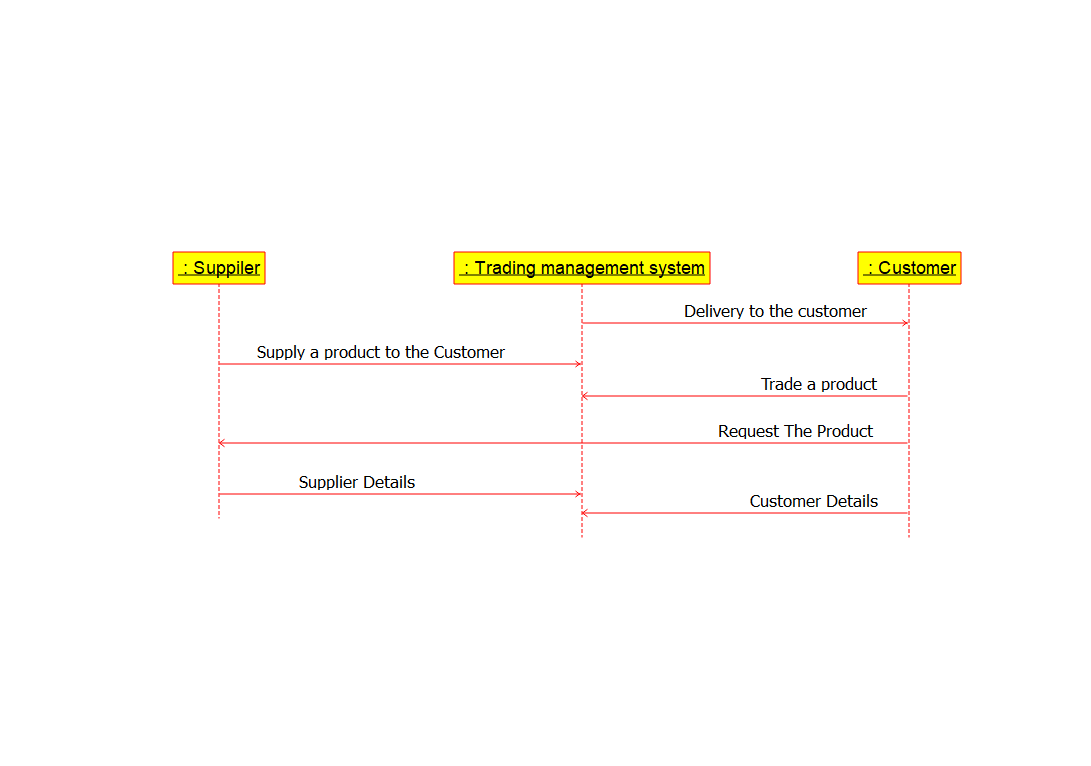 : Suppiler
: Trading management system
: Customer
Delivery to the customer
Supply a product to the Customer
Trade a product
Request The Product
Supplier Details
Customer Details